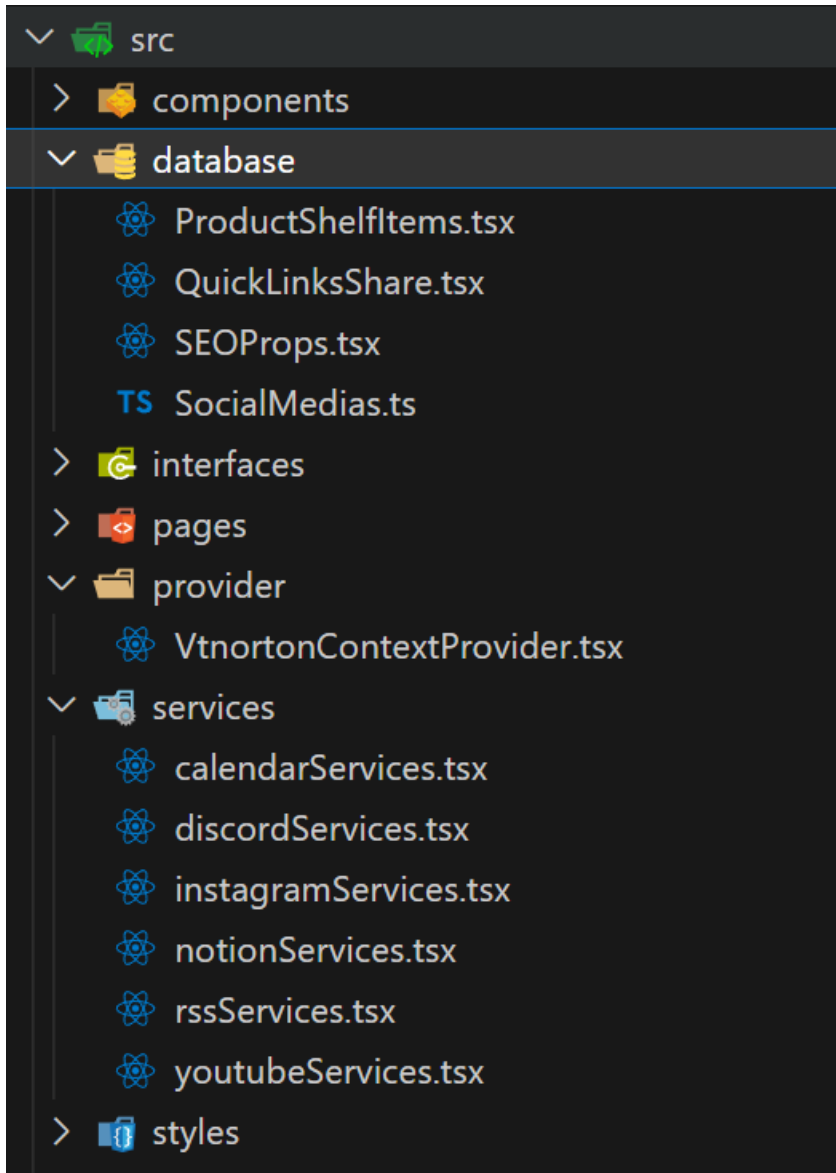 src
components
database
ProductShelfItems.tsx
QuickLinksShare.tsx
SEOProps.tsx
TS SocialMedias.ts
interfaces
pages
provider
VtnortonContextProvider.tsx
services
calendarServices.tsx
discordServices.tsx
instagramServices.tsx
notionServices.tsx
rssServices.tsx
youtubeServices.tsx
styles